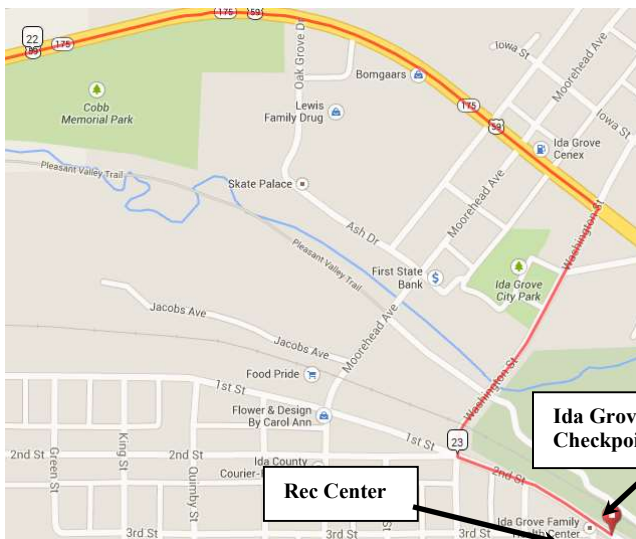 175
59
22
59
175
Oak Grove Dr
Iowa St
Moorehead Ave
Bomgaars
Cobb
Memorial Park
Lewis
Family Drug
175
59
Iowa St
Ida Grove
Cenex
Pleasant Valley Trail
Skate Palace
Moorehead Ave
Ash Dr
Washington St
Pleasant Valley Trail
First State
Bank
$
Ida Grove
City Park
Jacobs Ave
Jacobs Ave
Moorehead Ave
Food Pride
Washington St
1st St
Flower & Design
By Carol Ann
Ida Grov
Checkpoi
1st St
23
2nd St
Green St
King St
Quimby St
2nd St
Ida County
Courier-
2nd St
Rec Center
3rd St
3rd St
Ida Grove Family
Health Center